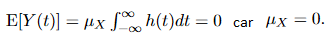 E[Y(t)] = μ_X ∫_{-∞}^{∞} h(t)dt = 0 car μ_X = 0.